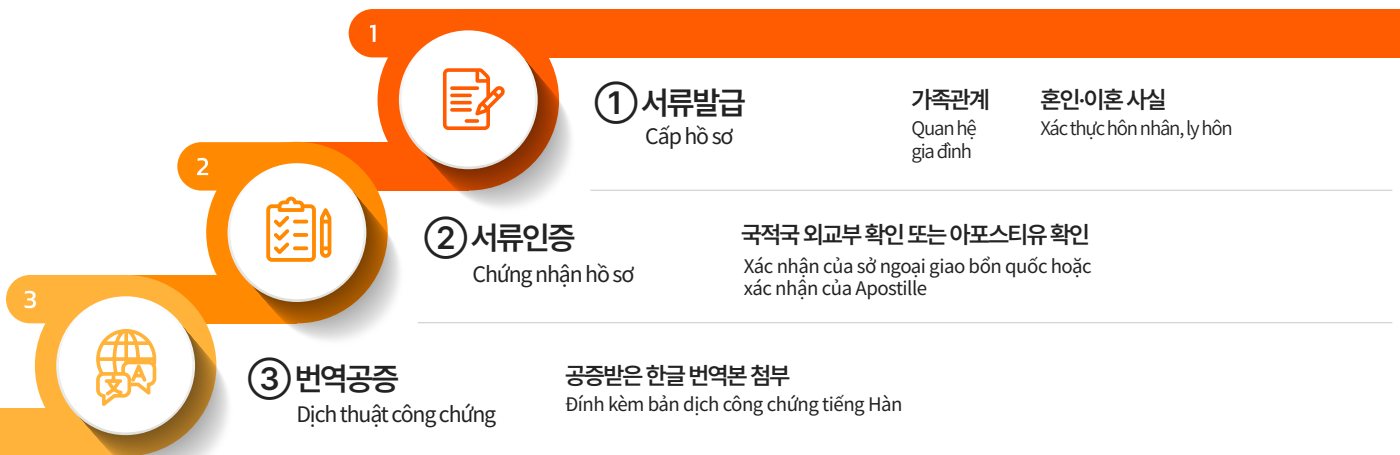 1
① 서류발급
Cấp hồ sơ
가족관계
Quan hệ
gia đình
혼인·이혼 사실
Xác thực hôn nhân, ly hôn
2
② 서류인증
Chứng nhận hồ sơ
국적국 외교부 확인 또는 아포스티유 확인
Xác nhận của sở ngoại giao bổn quốc hoặc
xác nhận của Apostille
3
文 A
③ 번역공증
Dịch thuật công chứng
공증받은 한글 번역본 첨부
Đính kèm bản dịch công chứng tiếng Hàn